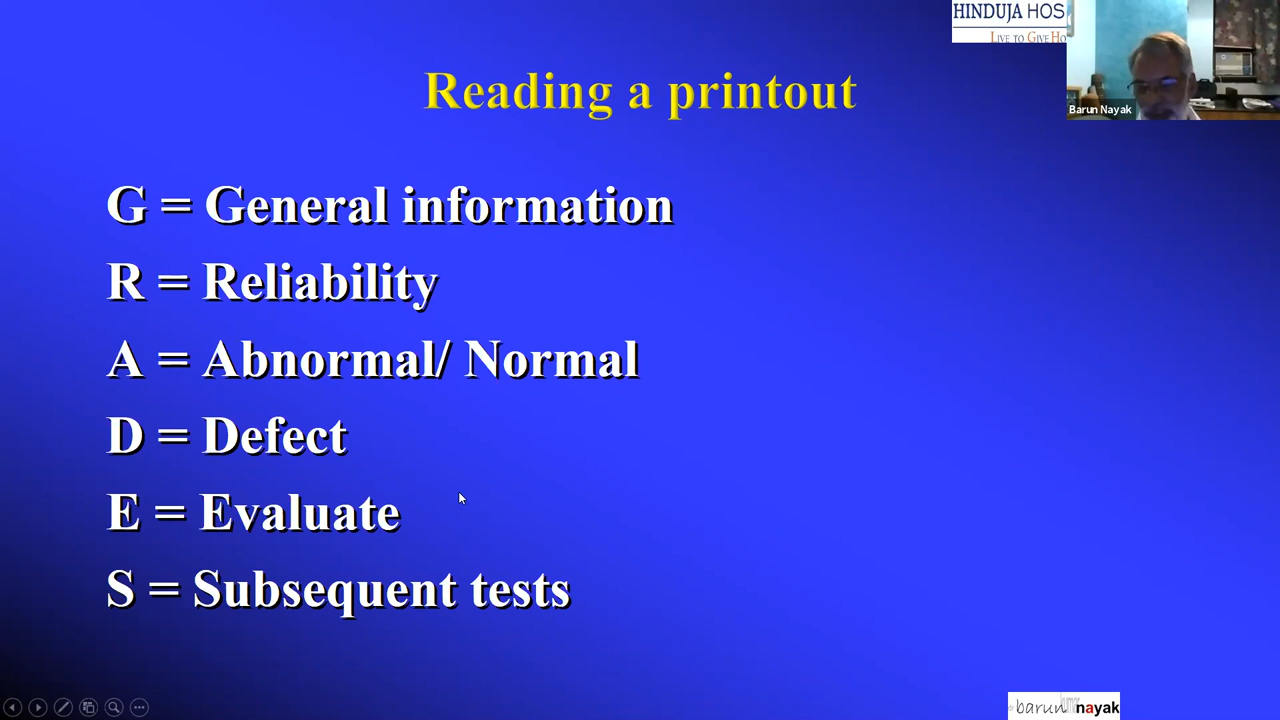 HINDUJA HOS
LIVE TO GIVE HO
Barun Nayak
Reading a printout
G = General information
R = Reliability
A = Abnormal/ Normal
D = Defect
E = Evaluate
S = Subsequent tests
barun nayak